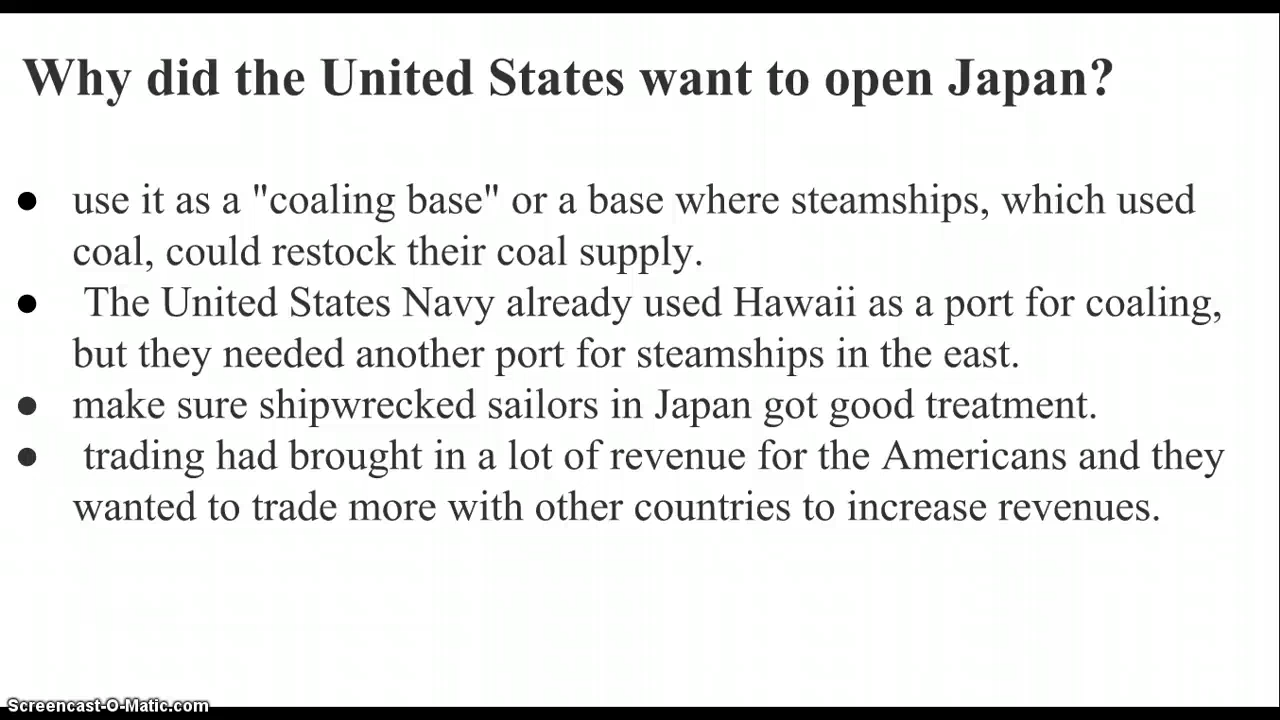 Why did the United States want to open Japan?
● use it as a "coaling base" or a base where steamships, which used
coal, could restock their coal supply.
● The United States Navy already used Hawaii as a port for coaling,
but they needed another port for steamships in the east.
● make sure shipwrecked sailors in Japan got good treatment.
● trading had brought in a lot of revenue for the Americans and they
wanted to trade more with other countries to increase revenues.
Screencast-O-Matic.com